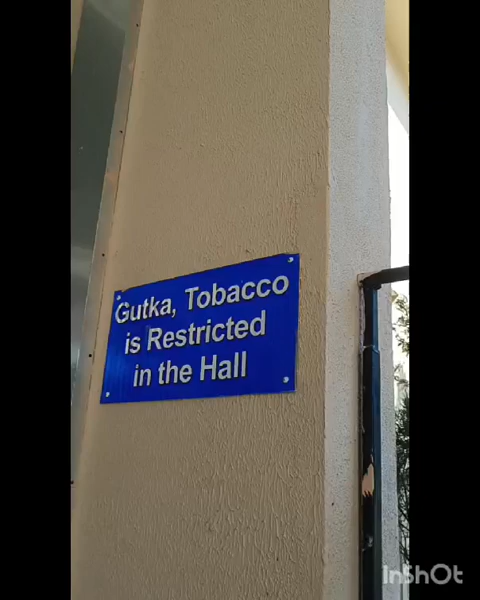 Gutka, Tobacco
is Restricted
in the Hall
InShOt